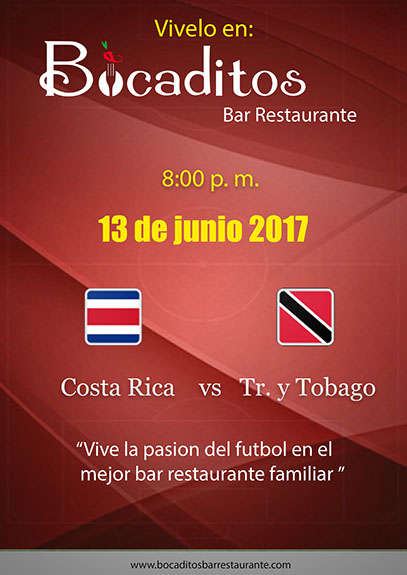 Vivelo en:
Bocaditos
Bar Restaurante
8:00 p. m.
13 de junio 2017
Costa Rica vs Tr. y Tobago
“Vive la pasion del futbol en el
mejor bar restaurante familiar ”
www.bocaditosbarrestaurante.com